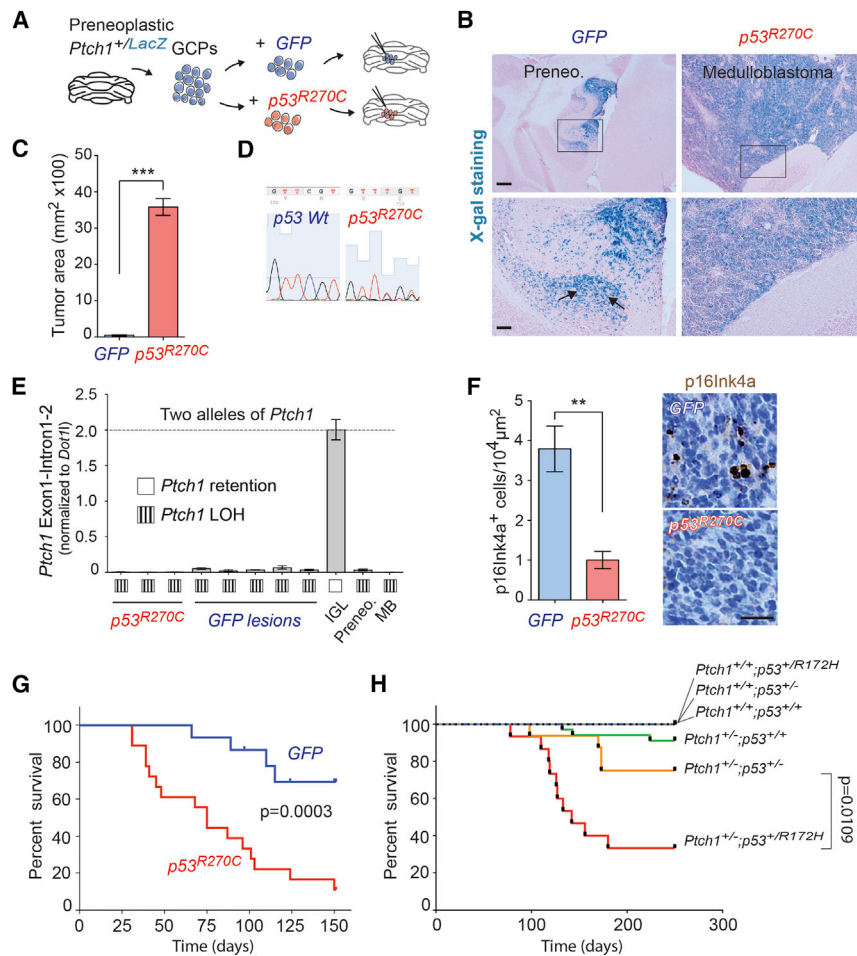 A
Preneoplastic
Ptch1+/LacZ GCPs
+ GFP
+ p53R270C
B
GFP
p53R270C
X-gal staining
Preneo.
Medulloblastoma
C
Tumor area (mm2 x100)
50
40
30
20
10
0
***
GFP p53R270C
D
G T T C G T
G T T T G T
p53 Wt
p53R270C
E
Ptch1 Exon1-Intron1-2
(normalized to Dot1l)
2.5
2.0
1.5
1.0
0.5
0
Two alleles of Ptch1
Ptch1 retention
Ptch1 LOH
p53R270C
GFP lesions
IGL
Preneo.
MB
F
p16Ink4a+ cells/104µm2
5
4
3
2
1
0
**
GFP p53R270C
p16Ink4a
GFP
p53R270C
G
Percent survival
100
80
60
40
20
0
GFP
p=0.0003
p53R270C
0 25 50 75 100 125 150
Time (days)
H
Percent survival
100
80
60
40
20
0
Ptch1+/+;p53+/R172H
Ptch1+/+;p53+/-
Ptch1+/+;p53+/+
Ptch1+/-;p53+/+
Ptch1+/-;p53+/-
Ptch1+/-;p53+/R172H
p=0.0109
0 100 200 300
Time (days)